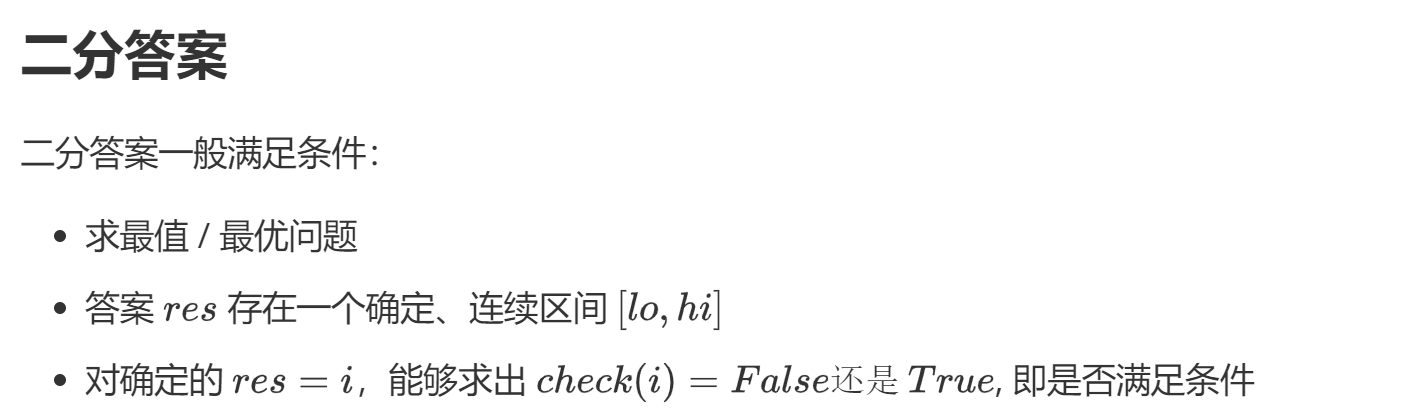 二分答案
二分答案一般满足条件：
• 求最值 / 最优问题
• 答案 res 存在一个确定、连续区间 [lo, hi]
• 对确定的 res = i，能够求出 check(i) = False还是 True, 即是否满足条件